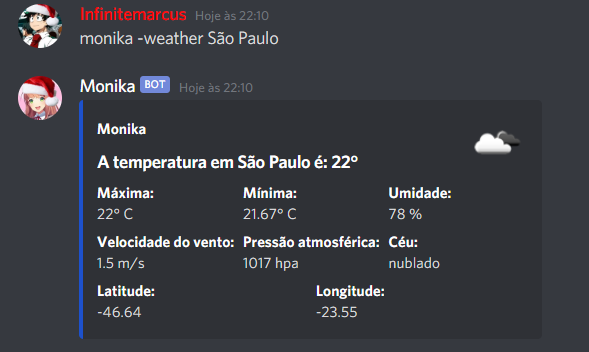 Infinitemarcus Hoje às 22:10
monika -weather São Paulo
Monika BOT Hoje às 22:10
Monika
A temperatura em São Paulo é: 22°
Máxima: Mínima: Umidade:
22° C 21.67° C 78 %
Velocidade do vento: Pressão atmosférica: Céu:
1.5 m/s 1017 hpa nublado
Latitude: Longitude:
-46.64 -23.55